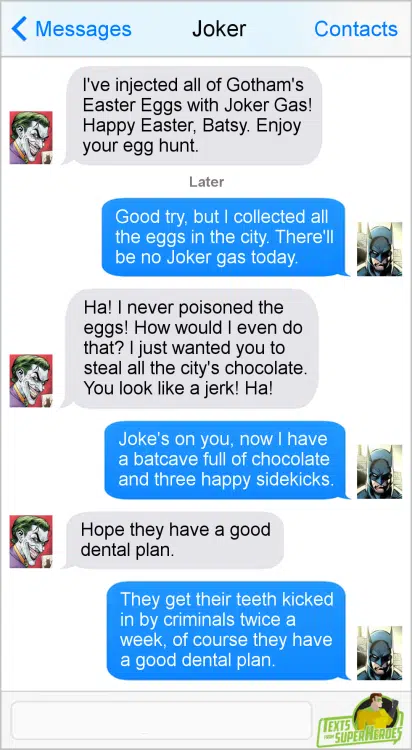 Messages Joker Contacts
I've injected all of Gotham's
Easter Eggs with Joker Gas!
Happy Easter, Batsy. Enjoy
your egg hunt.
Later
Good try, but I collected all
the eggs in the city. There'll
be no Joker gas today.
Ha! I never poisoned the
eggs! How would I even do
that? I just wanted you to
steal all the city's chocolate.
You look like a jerk! Ha!
Joke's on you, now I have
a batcave full of chocolate
and three happy sidekicks.
Hope they have a good
dental plan.
They get their teeth kicked
in by criminals twice a
week, of course they have
a good dental plan.
TEXTS
FROM SUPERHEROES